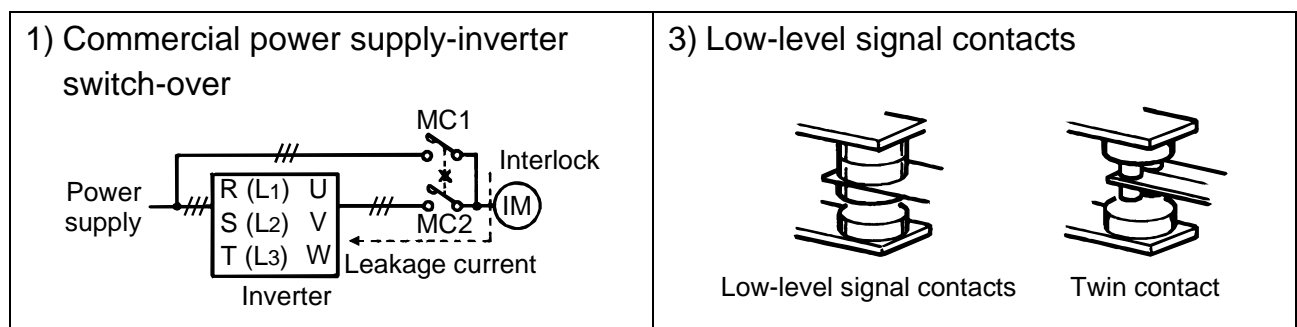 1) Commercial power supply-inverter
switch-over
MC1
Interlock
Power
supply
R (L1) U
S (L2) V
T (L3) W
MC2
IM
Leakage current
Inverter
3) Low-level signal contacts
Low-level signal contacts
Twin contact